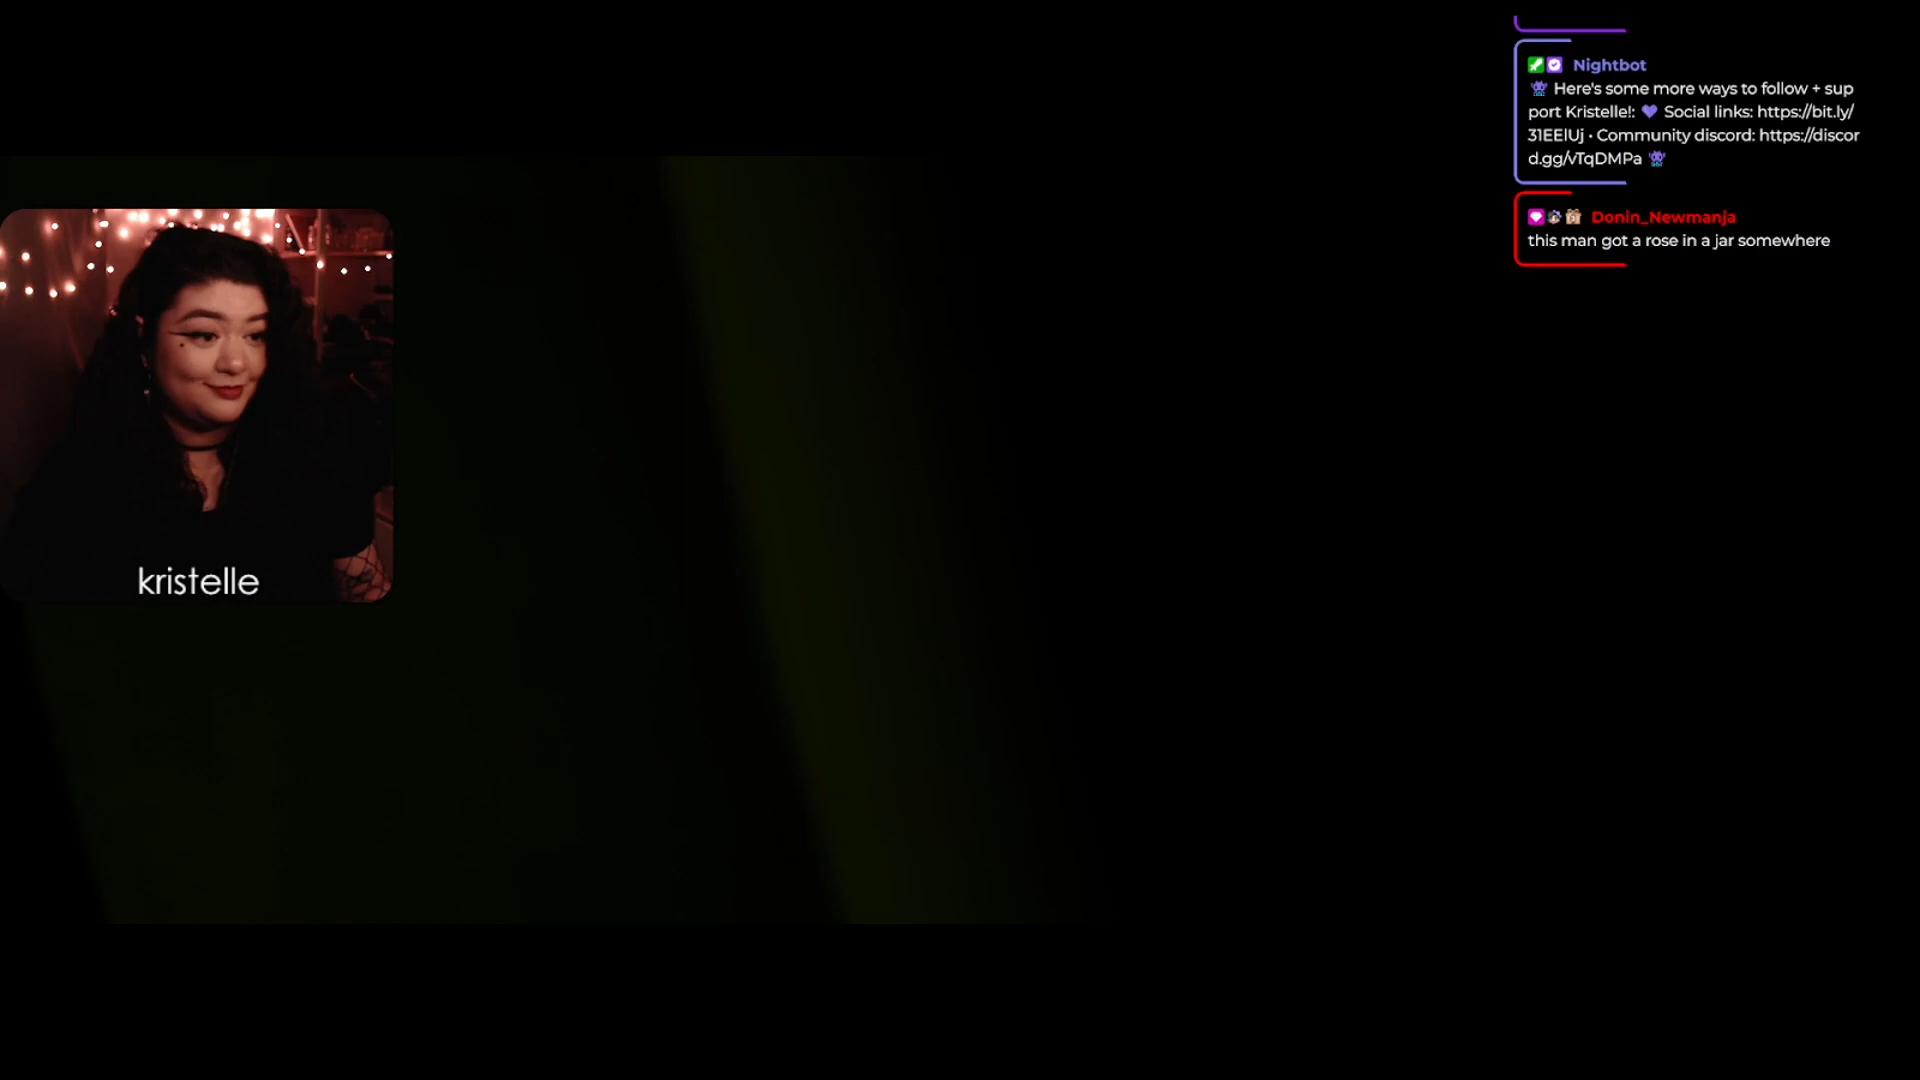 Nightbot
Here's some more ways to follow + sup
port Kristelle!: 💜 Social links: https://bit.ly/
31EElUj • Community discord: https://discor
d.gg/vTqDMPa
Donin_Newmanja
this man got a rose in a jar somewhere
kristelle